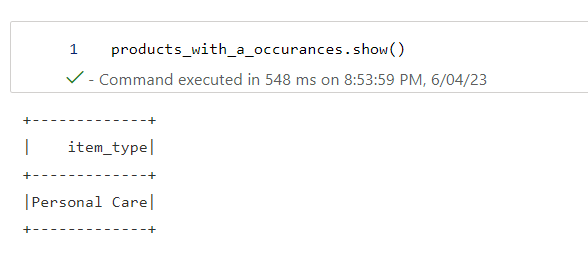 1 products_with_a_occurances.show()
- Command executed in 548 ms on 8:53:59 PM, 6/04/23
+-------------+
|    item_type|
+-------------+
|Personal Care|
+-------------+